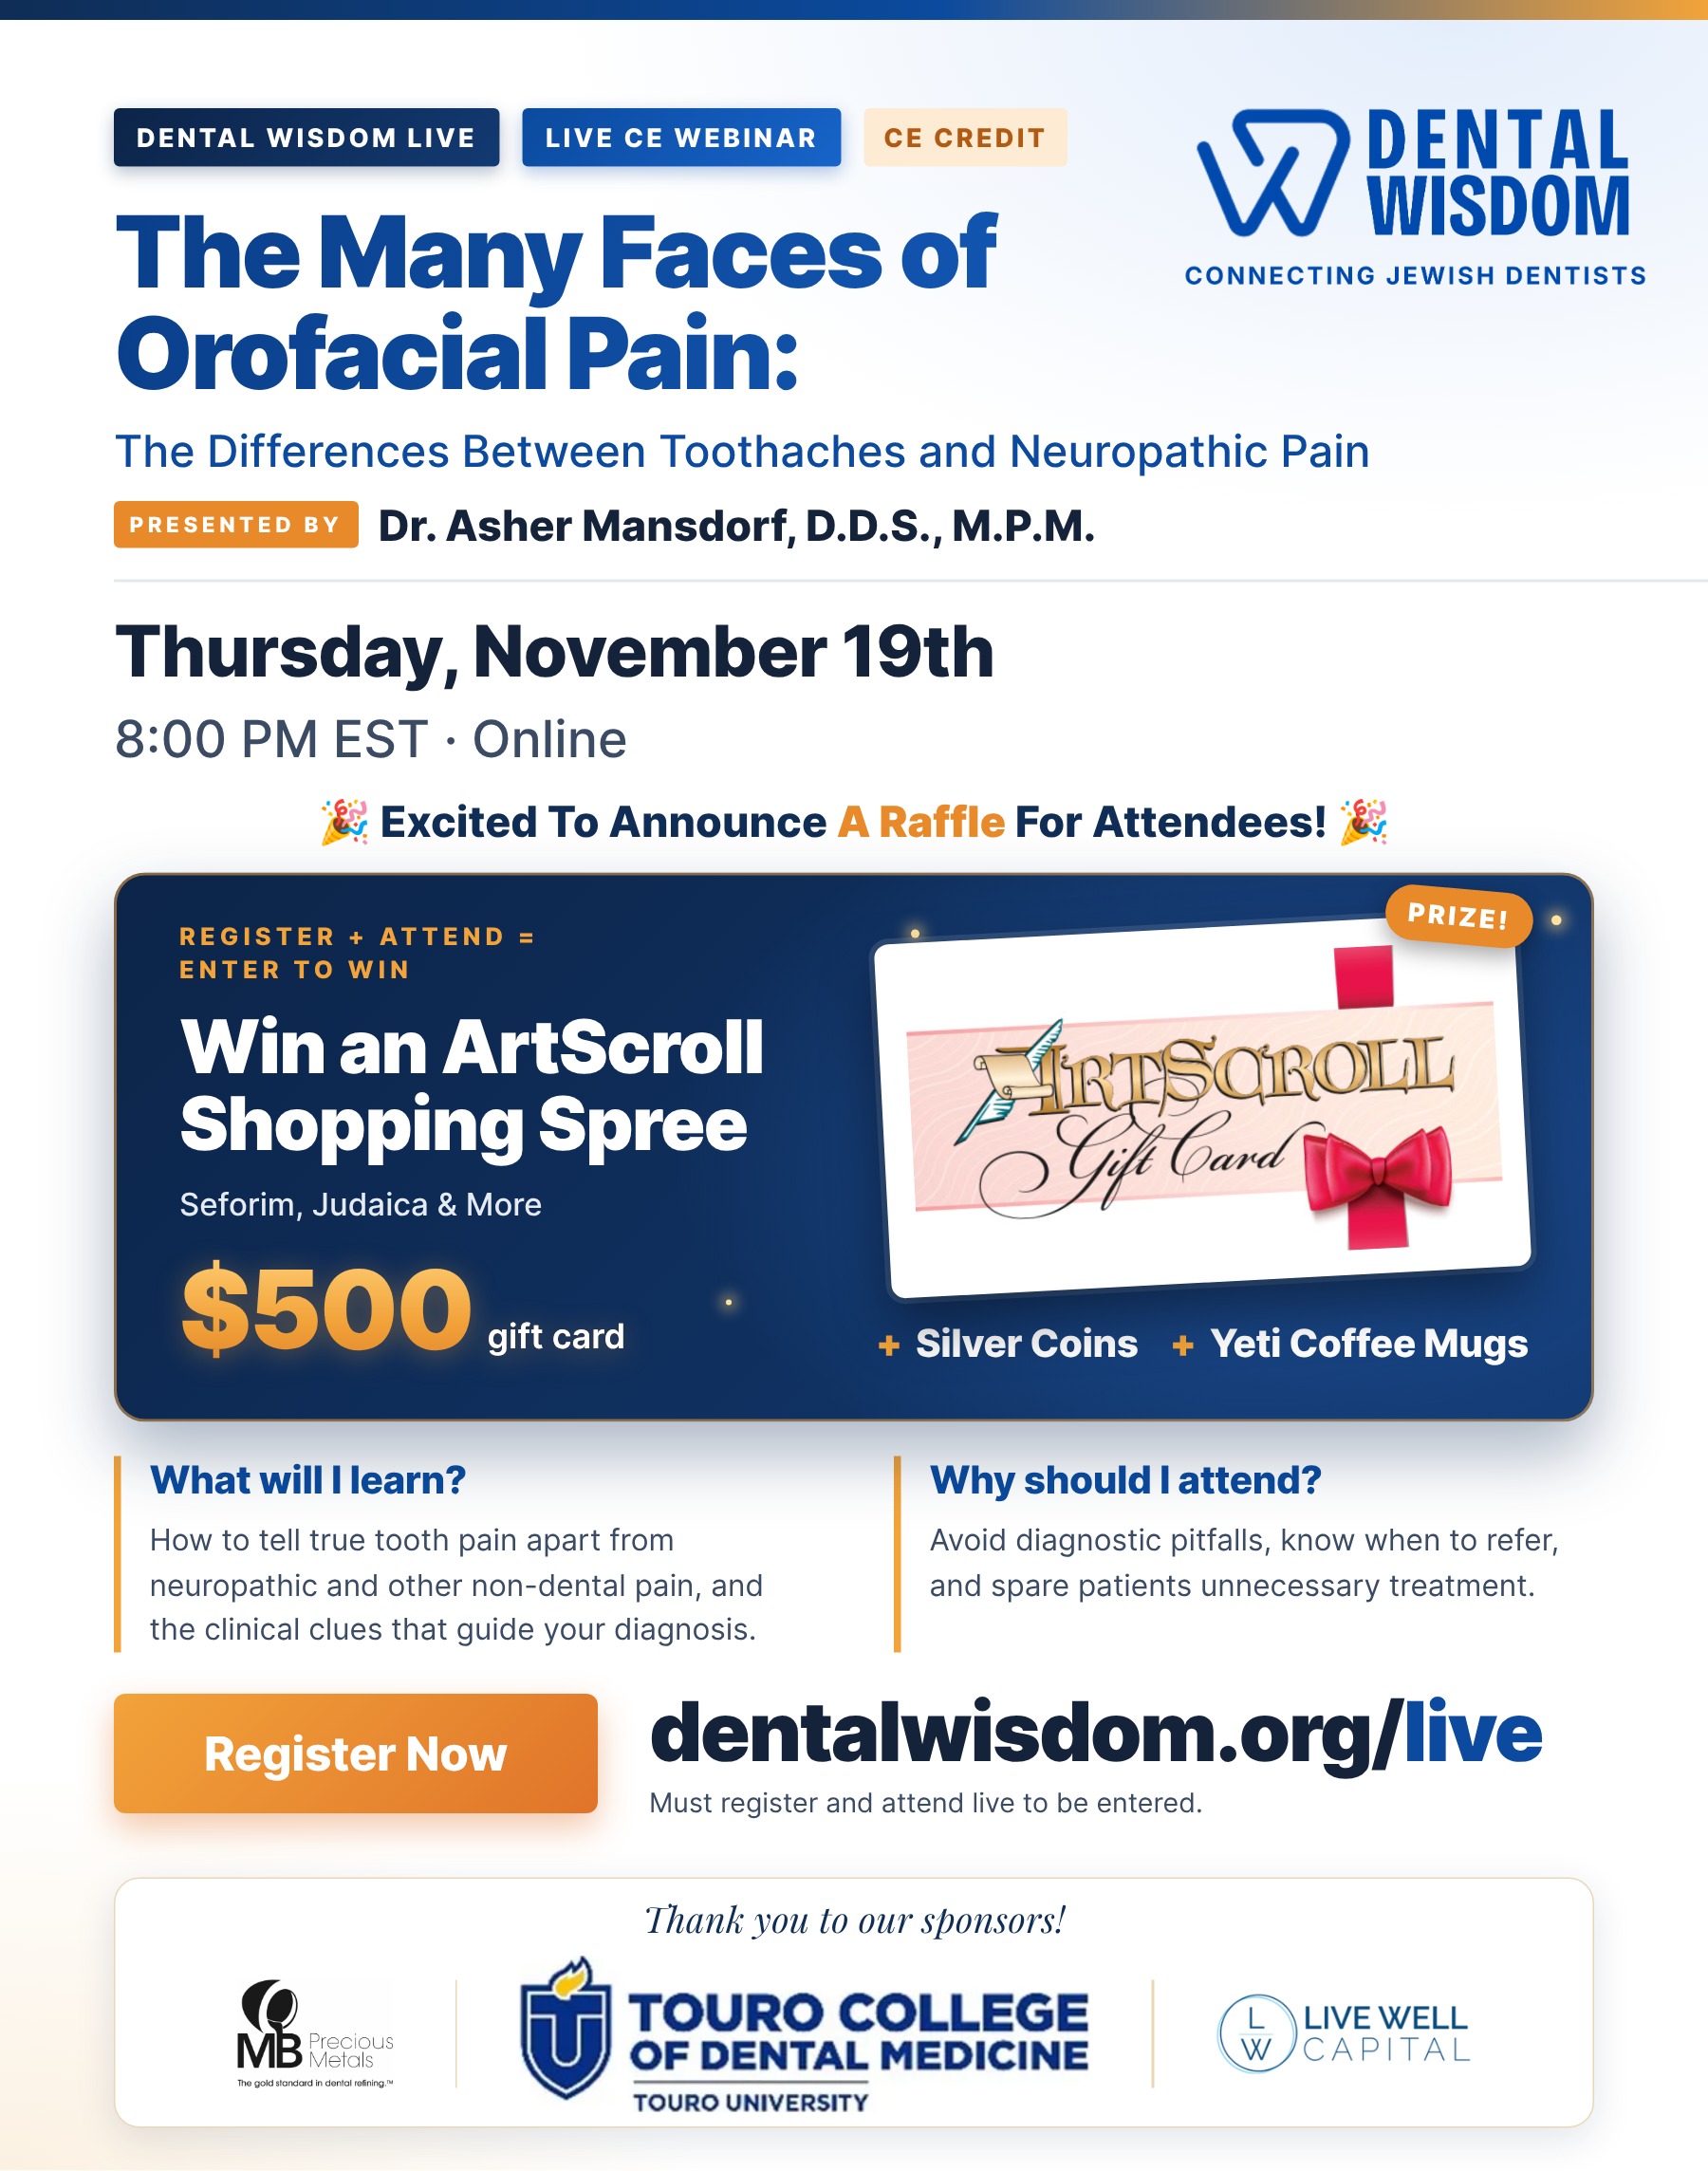 DENTAL WISDOM LIVE
LIVE CE WEBINAR
CE CREDIT
DENTAL
WISDOM
CONNECTING JEWISH DENTISTS
The Many Faces of
Orofacial Pain:
The Differences Between Toothaches and Neuropathic Pain
PRESENTED BY Dr. Asher Mansdorf, D.D.S., M.P.M.
Thursday, November 19th
8:00 PM EST · Online
🎉 Excited To Announce A Raffle For Attendees! 🎉
REGISTER + ATTEND =
ENTER TO WIN
Win an ArtScroll
Shopping Spree
Seforim, Judaica & More
$500 gift card
PRIZE!
ARTSCROLL
Gift Card
+ Silver Coins + Yeti Coffee Mugs
What will I learn?
How to tell true tooth pain apart from
neuropathic and other non-dental pain, and
the clinical clues that guide your diagnosis.
Why should I attend?
Avoid diagnostic pitfalls, know when to refer,
and spare patients unnecessary treatment.
Register Now
dentalwisdom.org/live
Must register and attend live to be entered.
Thank you to our sponsors!
MB Precious
Metals
The gold standard in dental refining.™
TOURO COLLEGE
OF DENTAL MEDICINE
TOURO UNIVERSITY
L
W
LIVE WELL
CAPITAL